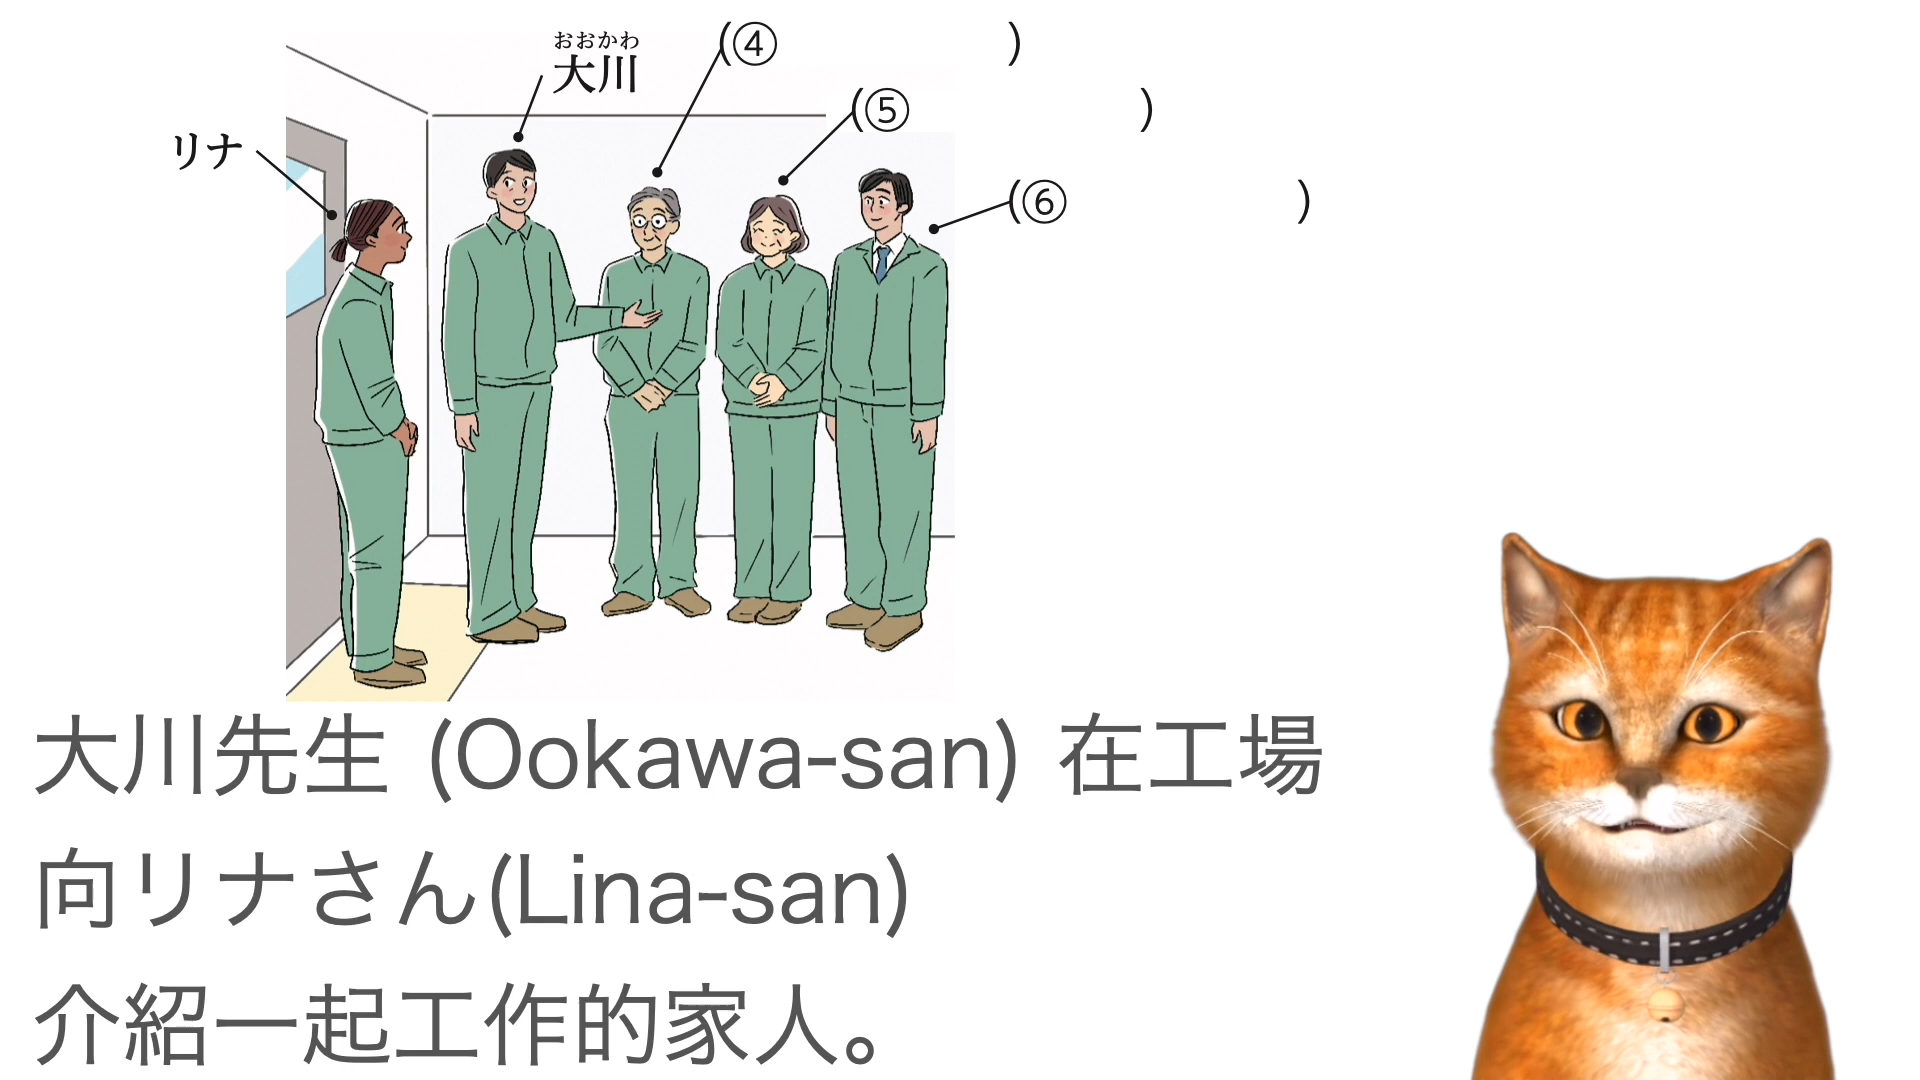 おおかわ
大川
(④ )
(⑤ )
リナ
(⑥ )
大川先生 (Ookawa-san) 在工場
向リナさん(Lina-san)
介紹一起工作的家人。